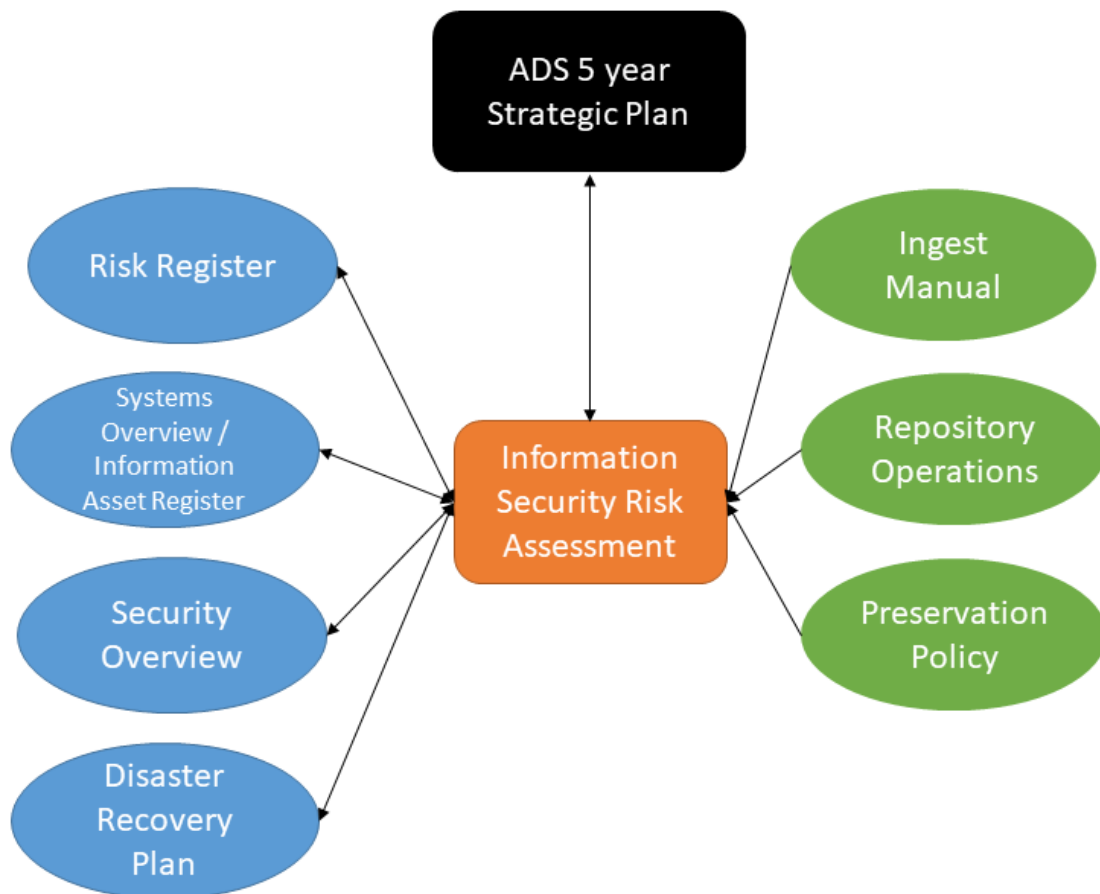 ADS 5 year
Strategic Plan
Risk Register
Systems
Overview /
Information
Asset Register
Security
Overview
Disaster
Recovery
Plan
Information
Security Risk
Assessment
Ingest
Manual
Repository
Operations
Preservation
Policy